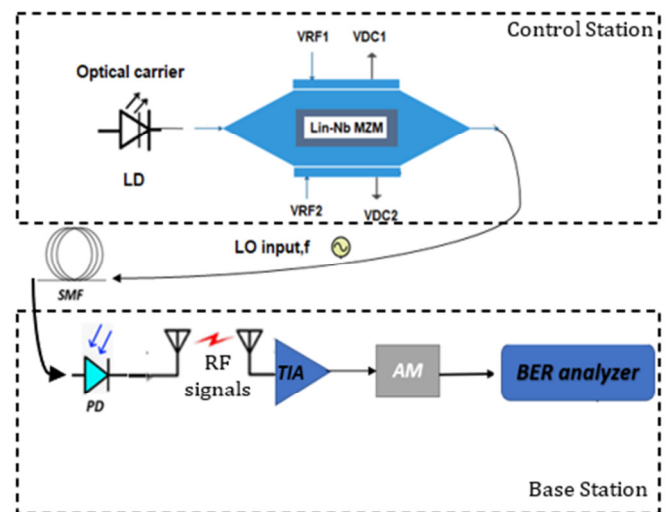 Control Station
VRF1
VDC1
Optical carrier
Lin-Nb MZM
LD
VRF2
VDC2
LO input,f
SMF
RF
signals
TIA
AM
BER analyzer
PD
Base Station